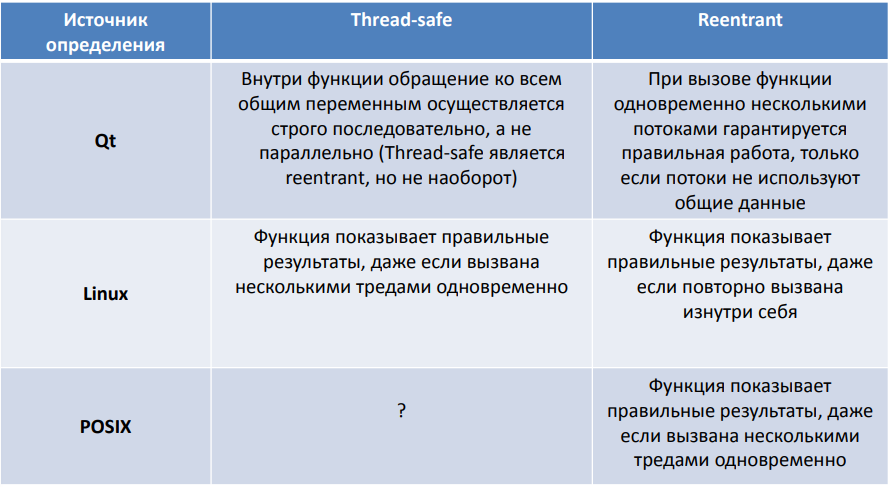 Источник
определения
Thread-safe
Reentrant
Qt
Внутри функции обращение ко всем
общим переменным осуществляется
строго последовательно, а не
параллельно (Thread-safe является
reentrant, но не наоборот)
При вызове функции
одновременно несколькими
потоками гарантируется
правильная работа, только
если потоки не используют
общие данные
Linux
Функция показывает правильные
результаты, даже если вызвана
несколькими тредами одновременно
Функция показывает
правильные результаты, даже
если повторно вызвана
изнутри себя
POSIX
?
Функция показывает
правильные результаты, даже
если вызвана несколькими
тредами одновременно